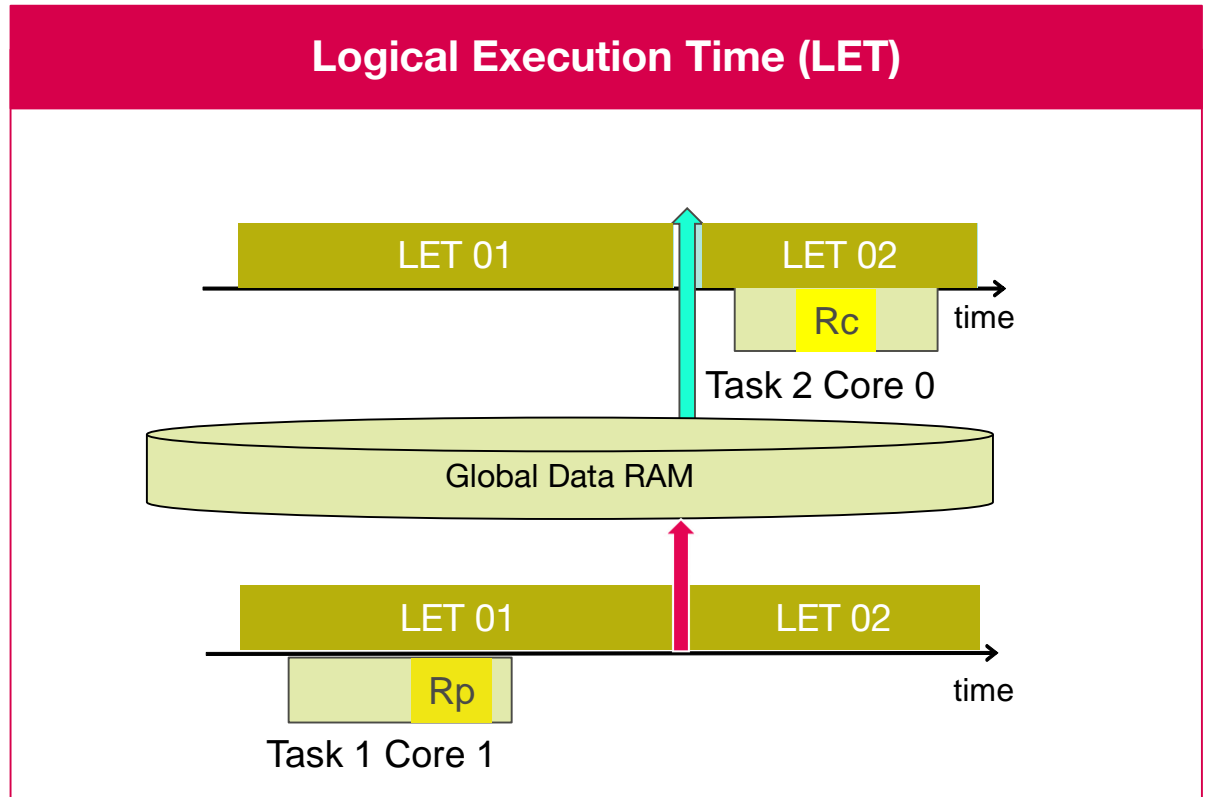 Logical Execution Time (LET)
LET 01
LET 02
time
Rc
Task 2 Core 0
Global Data RAM
LET 01
LET 02
time
Rp
Task 1 Core 1